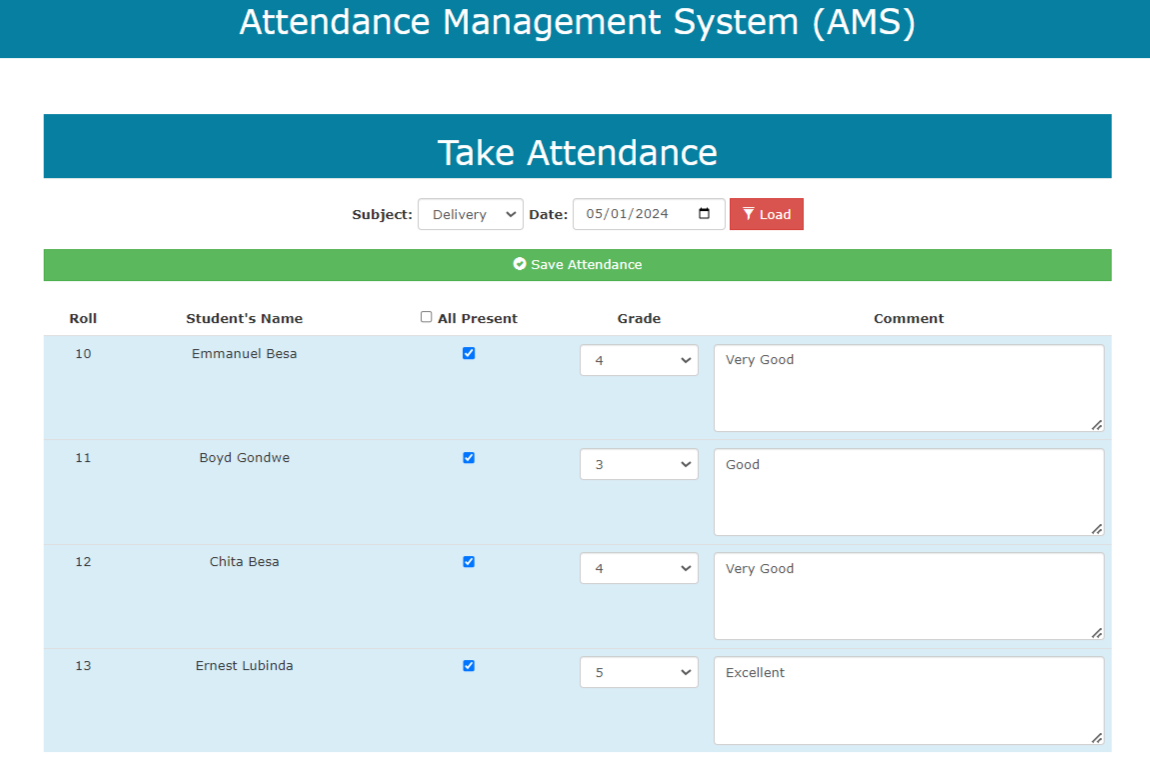 Attendance Management System (AMS)
Take Attendance
Subject: Delivery Date: 05/01/2024 Load
Save Attendance
Roll Student's Name All Present Grade Comment
10 Emmanuel Besa 4 Very Good
11 Boyd Gondwe 3 Good
12 Chita Besa 4 Very Good
13 Ernest Lubinda 5 Excellent